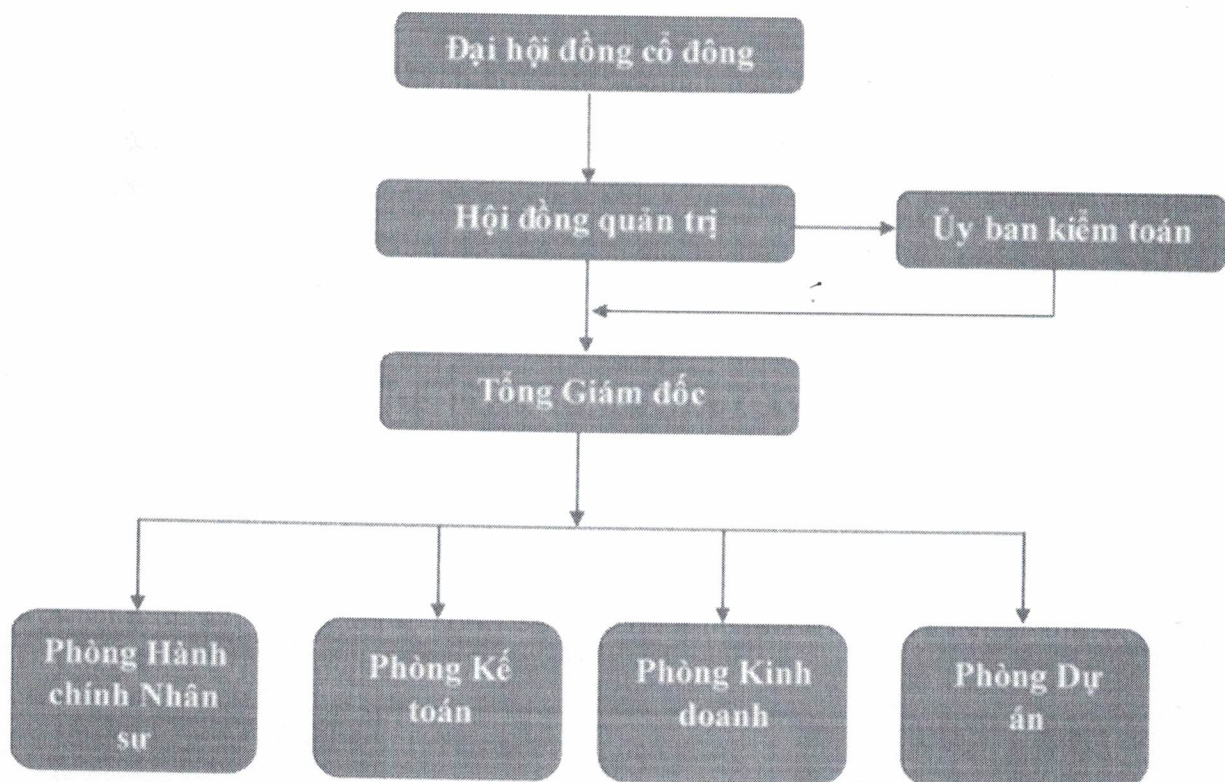 Đại hội đồng cổ đông
Hội đồng quản trị
Ủy ban kiểm toán
Tổng Giám đốc
Phòng Hành
chính Nhân
sư
Phòng Kế
toán
Phòng Kinh
doanh
Phòng Dự
án